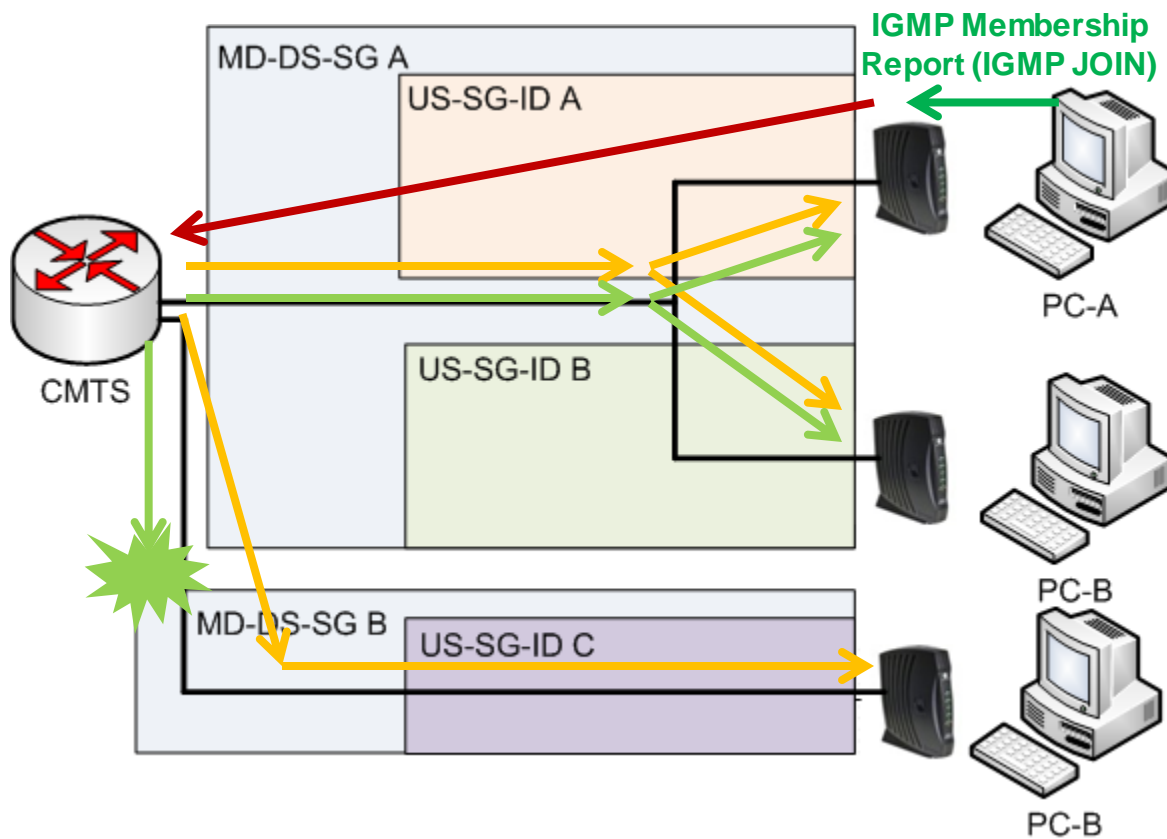 IGMP Membership
Report (IGMP JOIN)
MD-DS-SG A
US-SG-ID A
PC-A
CMTS
US-SG-ID B
PC-B
MD-DS-SG B
US-SG-ID C
PC-B